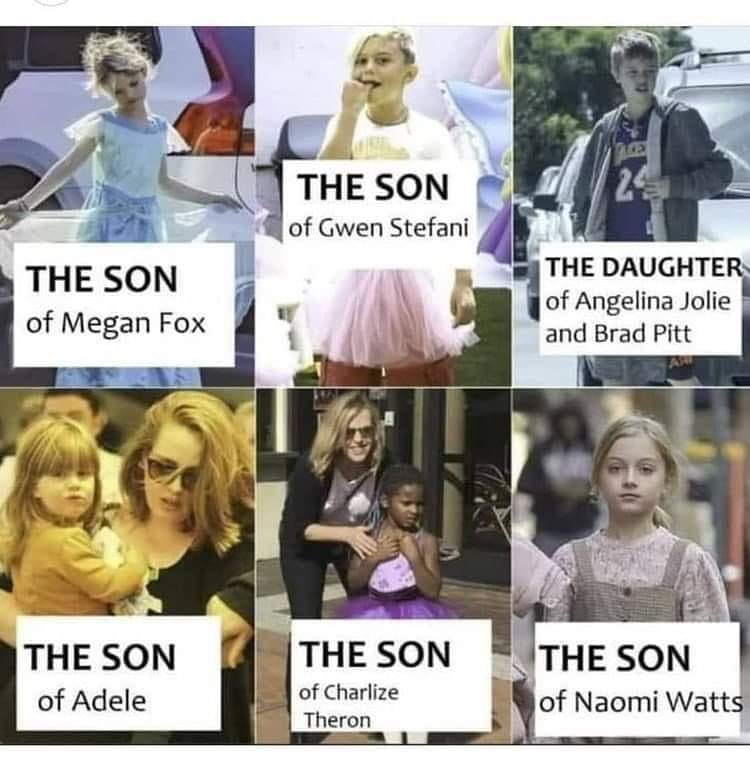 THE SON
of Megan Fox
THE SON
of Gwen Stefani
24
THE DAUGHTER
of Angelina Jolie
and Brad Pitt
THE SON
of Adele
THE SON
of Charlize
Theron
THE SON
of Naomi Watts